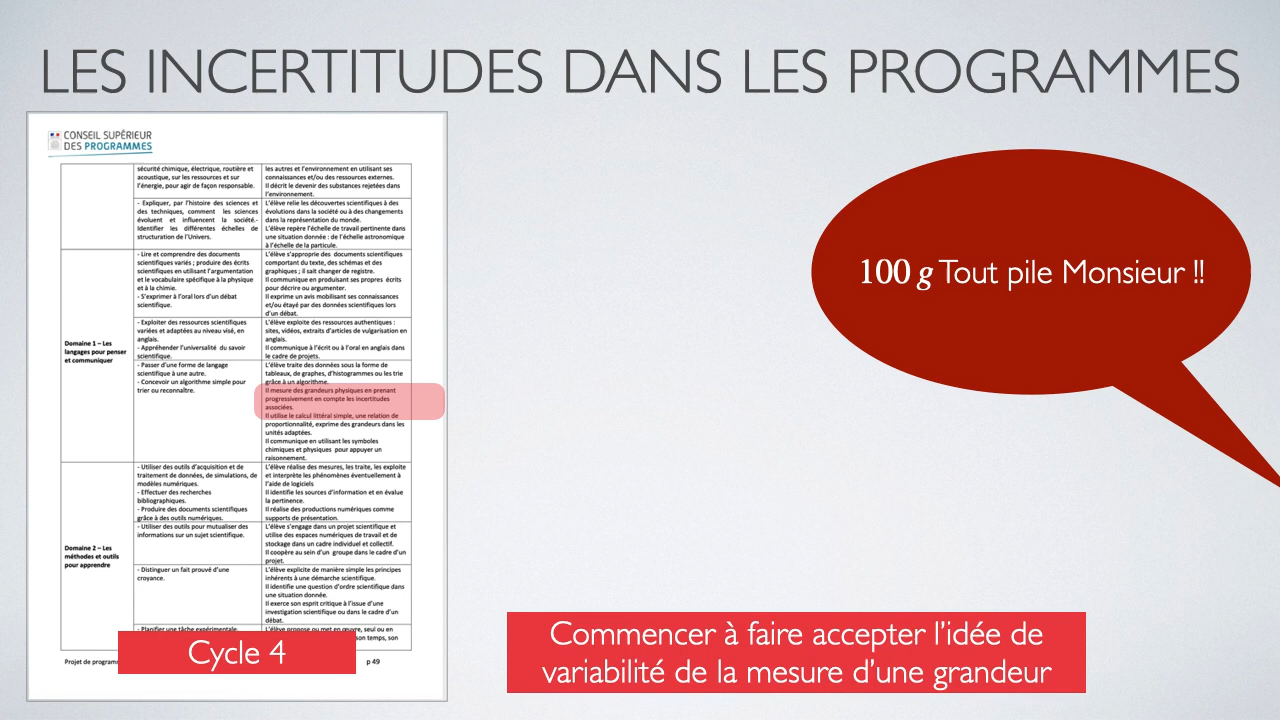 LES INCERTITUDES DANS LES PROGRAMMES
CONSEIL SUPÉRIEUR
DES PROGRAMMES
sécurité chimique, électrique, routière et
acoustique, sur les ressources et sur
l'énergie, pour agir de façon responsable.
les autres et l'environnement en utilisant ses
connaissances et/ou des ressources externes.
Il décrit le devenir des substances rejetées dans
l'environnement.
- Expliquer, par l'histoire des sciences et
des techniques, comment les sciences
évoluent et influencent la société.-
Identifier les différentes échelles de
structuration de l'Univers.
L'élève relie les découvertes scientifiques à des
évolutions dans la société ou à des changements
dans la représentation du monde.
L'élève repère l'échelle de travail pertinente dans
une situation donnée : de l'échelle astronomique
à l'échelle de la particule.
Domaine 1 – Les
langages pour penser
et communiquer
- Lire et comprendre des documents
scientifiques variés ; produire des écrits
scientifiques en utilisant l'argumentation
et le vocabulaire spécifique à la physique
et à la chimie.
- S'exprimer à l'oral lors d'un débat
scientifique.
L'élève s'approprie des documents scientifiques
comportant du texte, des schémas et des
graphiques ; il sait changer de registre.
Il communique en produisant ses propres écrits
pour décrire ou argumenter.
Il exprime un avis mobilisant ses connaissances
et/ou étayé par des données scientifiques lors
d'un débat.
- Exploiter des ressources scientifiques
variées et adaptées au niveau visé, en
anglais.
- Appréhender l'universalité du savoir
scientifique.
L'élève exploite des ressources authentiques :
sites, vidéos, extraits d'articles de vulgarisation en
anglais.
Il communique à l'écrit ou à l'oral en anglais dans
le cadre de projets.
- Passer d'une forme de langage
scientifique à une autre.
- Concevoir un algorithme simple pour
trier ou reconnaître.
L'élève traite des données sous la forme de
tableaux, de graphes, d'histogrammes ou les trie
grâce à un algorithme.
Il mesure des grandeurs physiques en prenant
progressivement en compte les incertitudes
associées.
Il utilise le calcul littéral simple, une relation de
proportionnalité, exprime des grandeurs dans les
unités adaptées.
Il communique en utilisant les symboles
chimiques et physiques pour appuyer un
raisonnement.
Domaine 2 – Les
méthodes et outils
pour apprendre
- Utiliser des outils d'acquisition et de
traitement de données, de simulations, de
modèles numériques.
- Effectuer des recherches
bibliographiques.
- Produire des documents scientifiques
grâce à des outils numériques.
L'élève réalise des mesures, les traite, les exploite
et interprète les phénomènes éventuellement à
l'aide de logiciels
Il identifie les sources d'information et en évalue
la pertinence.
Il réalise des productions numériques comme
supports de présentation.
- Utiliser des outils pour mutualiser des
informations sur un sujet scientifique.
L'élève s'engage dans un projet scientifique et
utilise des espaces numériques de travail et de
stockage dans un cadre individuel et collectif.
Il coopère au sein d'un groupe dans le cadre d'un
projet.
- Distinguer un fait prouvé d'une
croyance.
L'élève explicite de manière simple les principes
inhérents à une démarche scientifique.
Il identifie une question d'ordre scientifique dans
une situation donnée.
Il exerce son esprit critique à l'issue d'une
investigation scientifique ou dans le cadre d'un
débat.
- Planifier une tâche expérimentale
L'élève propose ou met en œuvre, seul ou en
son temps, son
Projet de programm
p 49
Cycle 4
100 g Tout pile Monsieur !!
Commencer à faire accepter l'idée de
variabilité de la mesure d'une grandeur